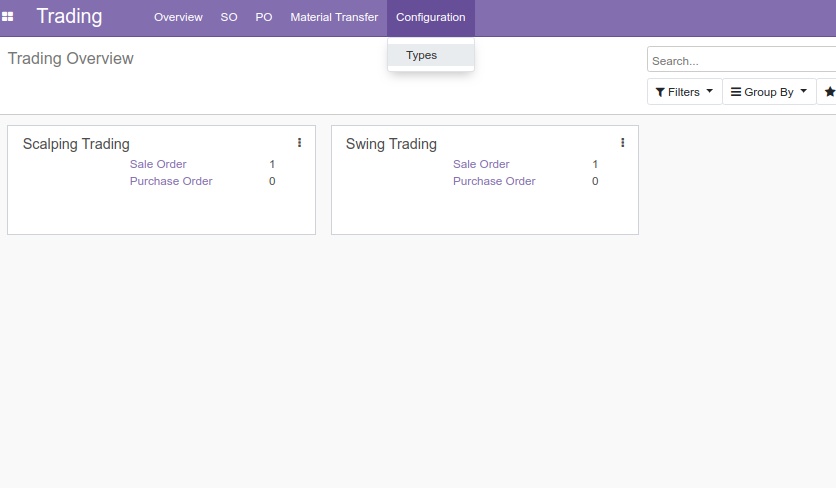 Trading Overview SO PO Material Transfer Configuration
Types
Trading Overview
Search...
Filters Group By
Scalping Trading
Sale Order 1
Purchase Order 0
Swing Trading
Sale Order 1
Purchase Order 0